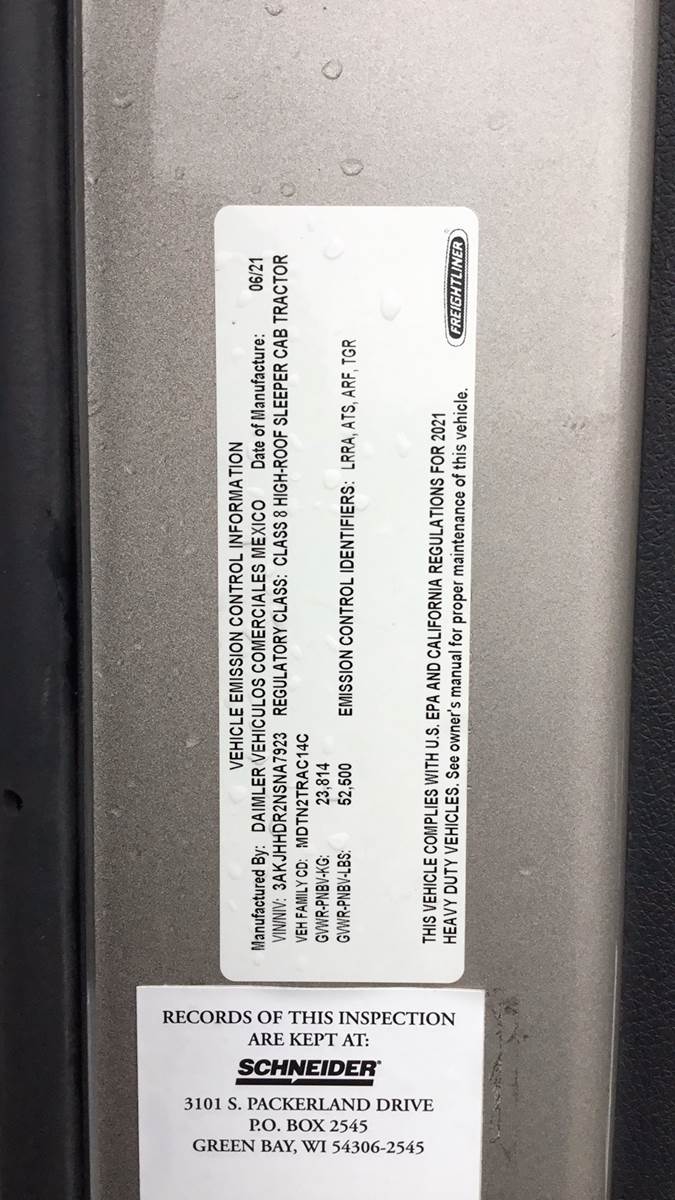 VEHICLE EMISSION CONTROL INFORMATION
Manufactured By: DAIMLER VEHICULOS COMERCIALES MEXICO Date of Manufacture: 06/21
VIN/NIV: 3AKJHHDR2NSNA7923 REGULATORY CLASS: CLASS 8 HIGH-ROOF SLEEPER CAB TRACTOR
VEH FAMILY CD: MDTN2TRAC14C
GVWR-PNBV-KG: 23,814
GVWR-PNBV-LBS: 52,500 EMISSION CONTROL IDENTIFIERS: LRRA, ATS, ARF, TGR
THIS VEHICLE COMPLIES WITH U.S. EPA AND CALIFORNIA REGULATIONS FOR 2021
HEAVY DUTY VEHICLES. See owner's manual for proper maintenance of this vehicle.
FREIGHTLINER
RECORDS OF THIS INSPECTION
ARE KEPT AT:
SCHNEIDER®
3101 S. PACKERLAND DRIVE
P.O. BOX 2545
GREEN BAY, WI 54306-2545